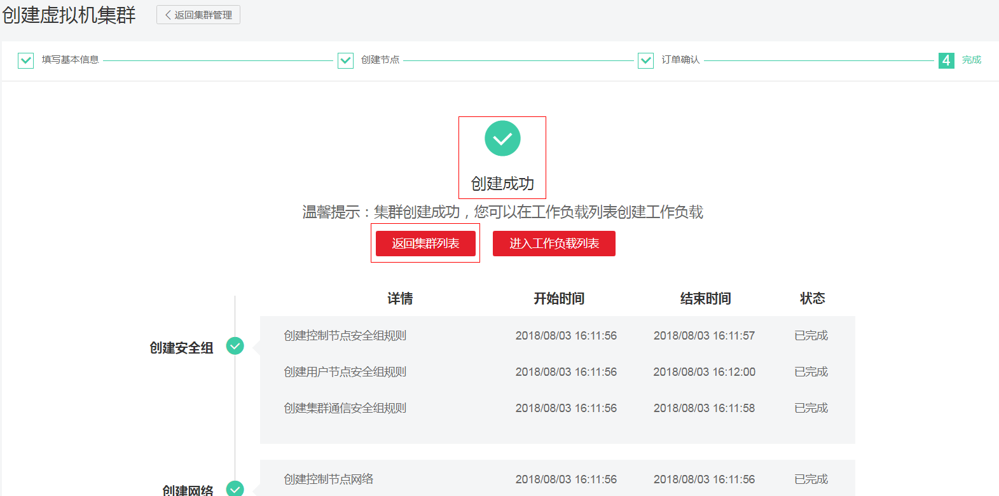 创建虚拟机集群
返回集群管理
填写基本信息 创建节点 订单确认 4 完成
创建成功
温馨提示：集群创建成功，您可以在工作负载列表创建工作负载
返回集群列表 进入工作负载列表
详情 开始时间 结束时间 状态
创建安全组
创建控制节点安全组规则 2018/08/03 16:11:56 2018/08/03 16:11:57 已完成
创建用户节点安全组规则 2018/08/03 16:11:56 2018/08/03 16:12:00 已完成
创建集群通信安全组规则 2018/08/03 16:11:56 2018/08/03 16:11:58 已完成
创建网络
创建控制节点网络 2018/08/03 16:11:56 2018/08/03 16:11:56 已完成